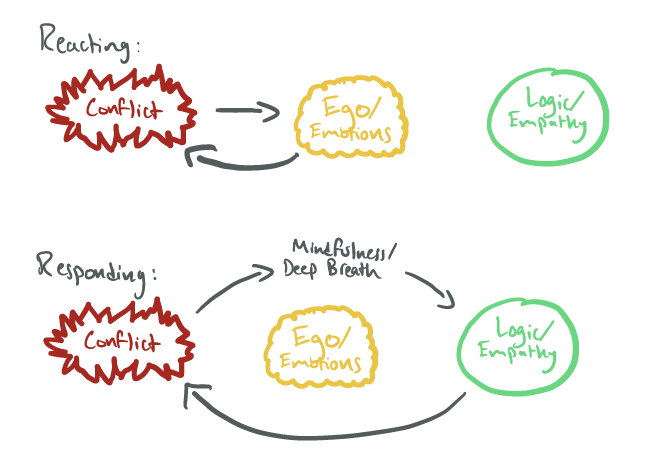 Reacting:
Conflict
Ego/
Emotions
Logic/
Empathy
Responding:
Mindfulness/
Deep Breath
Conflict
Ego/
Emotions
Logic/
Empathy